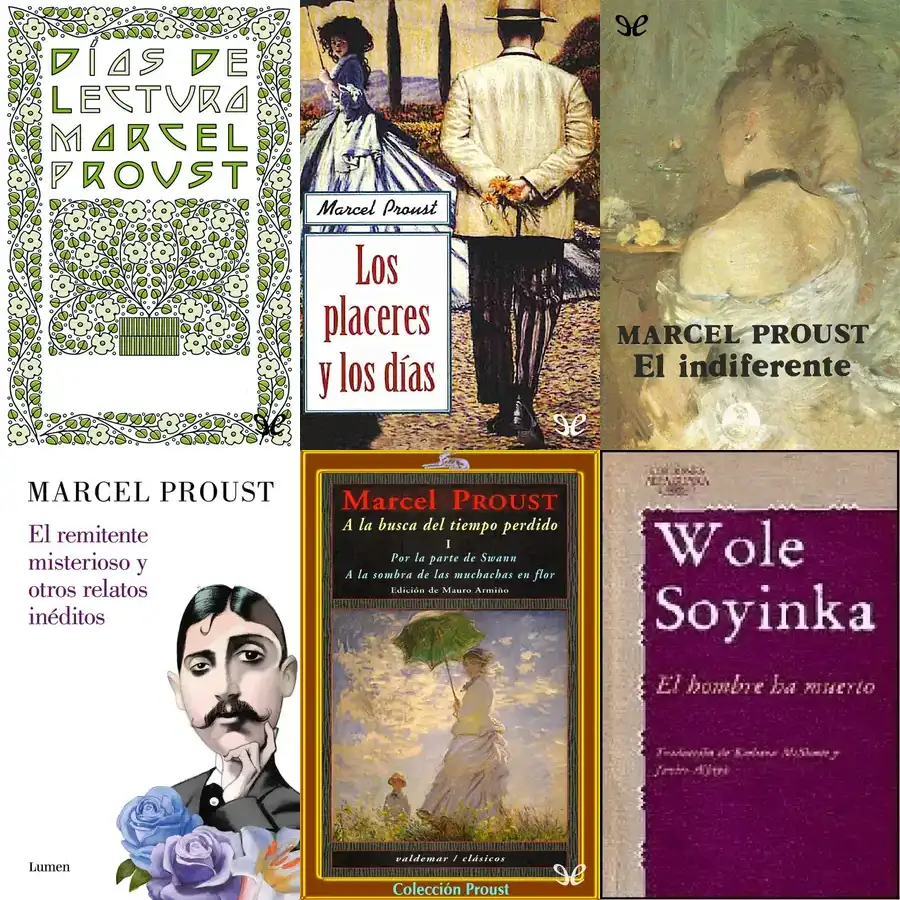 DÍAS DE
LECTURA
MARCEL
PROUST
Marcel Proust
Los
placeres
y los días
MARCEL PROUST
El indiferente
MARCEL PROUST
El remitente
misterioso y
otros relatos
inéditos
Lumen
Marcel PROUST
A la busca del tiempo perdido
I
Por la parte de Swann
A la sombra de las muchachas en flor
Edición de Mauro Armiño
valdemar / clásicos
Colección Proust
Wole
Soyinka
El hombre ha muerto
Traducción de